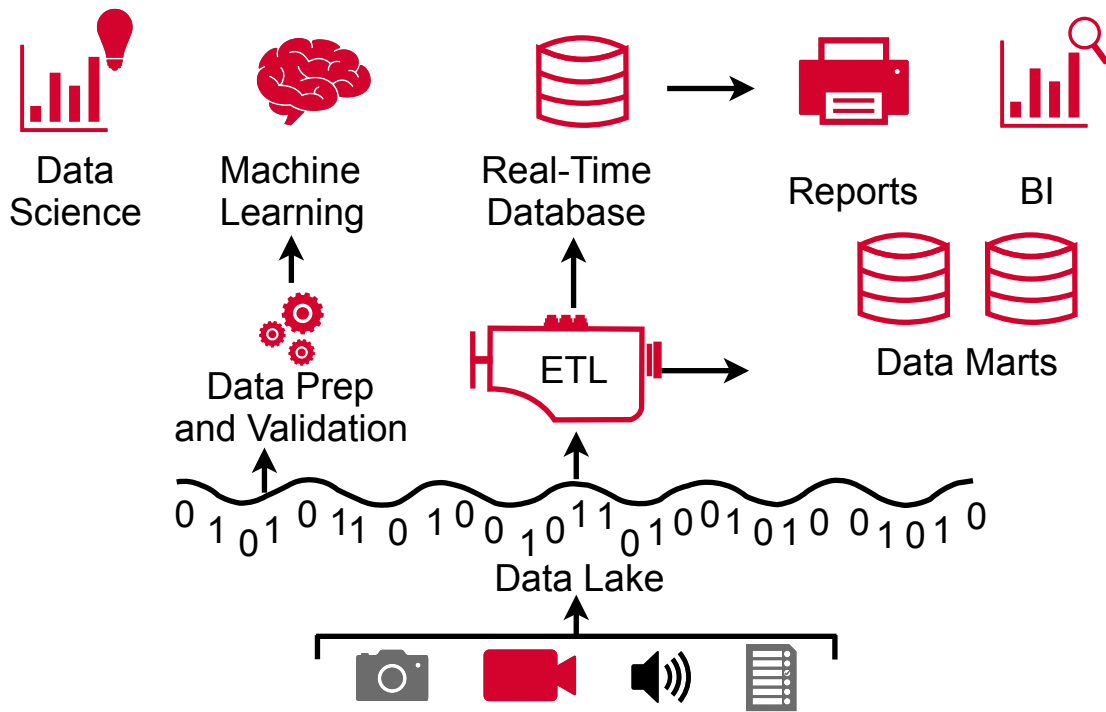 Data
Science
Machine
Learning
Real-Time
Database
Reports
BI
Data Marts
ETL
Data Prep
and Validation
0 1 0 1 0 1 1 0 1 0 0 1 0 1 1 0 1 0 0 1 0 1 0 0 1 0 1 0
Data Lake